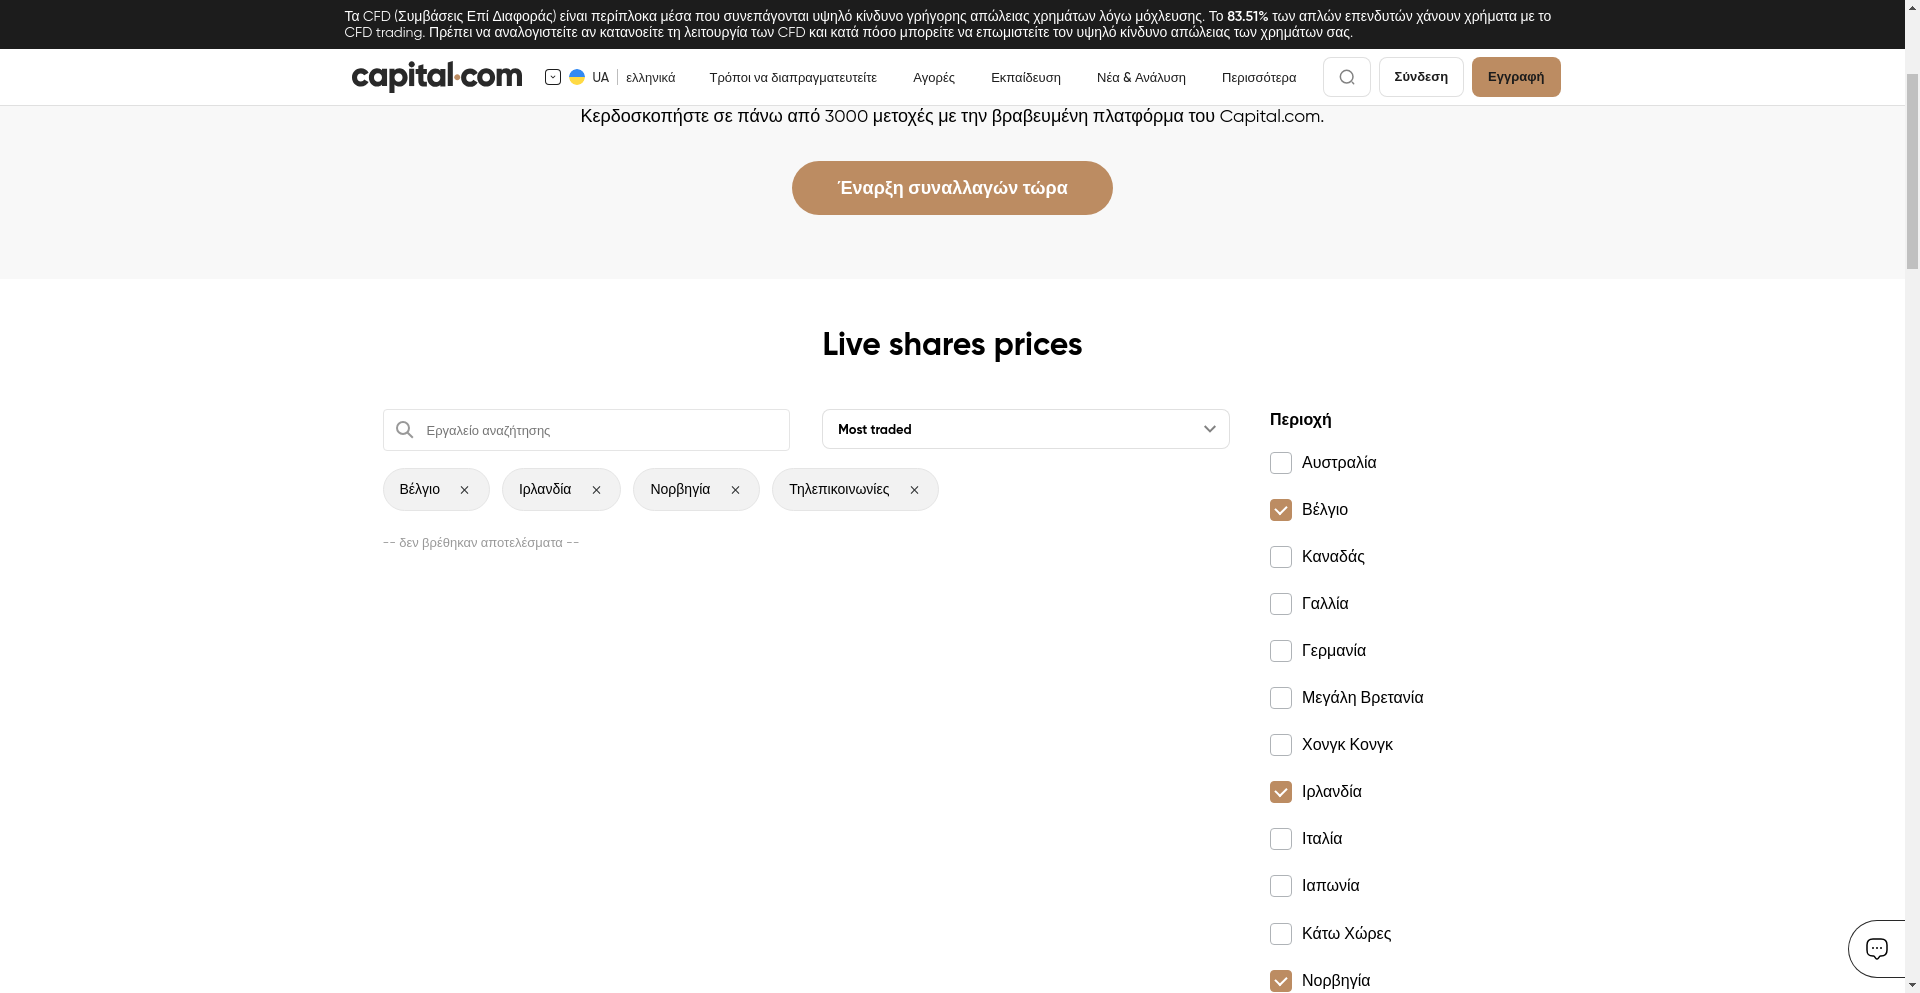 Τα CFD (Συμβάσεις Επί Διαφοράς) είναι περίπλοκα μέσα που συνεπάγονται υψηλό κίνδυνο γρήγορης απώλειας χρημάτων λόγω μόχλευσης. Το 83.51% των απλών επενδυτών χάνουν χρήματα με το
CFD trading. Πρέπει να αναλογιστείτε αν κατανοείτε τη λειτουργία των CFD και κατά πόσο μπορείτε να επωμιστείτε τον υψηλό κίνδυνο απώλειας των χρημάτων σας.
capital.com UA ελληνικά Τρόποι να διαπραγματευτείτε Αγορές Εκπαίδευση Νέα & Ανάλυση Περισσότερα Σύνδεση Εγγραφή
Κερδοσκοπήστε σε πάνω από 3000 μετοχές με την βραβευμένη πλατφόρμα του Capital.com.
Έναρξη συναλλαγών τώρα
Live shares prices
Εργαλείο αναζήτησης
Most traded
Βέλγιο Ιρλανδία Νορβηγία Τηλεπικοινωνίες
-- δεν βρέθηκαν αποτελέσματα --
Περιοχή
Αυστραλία
Βέλγιο
Καναδάς
Γαλλία
Γερμανία
Μεγάλη Βρετανία
Χονγκ Κονγκ
Ιρλανδία
Ιταλία
Ιαπωνία
Κάτω Χώρες
Νορβηγία